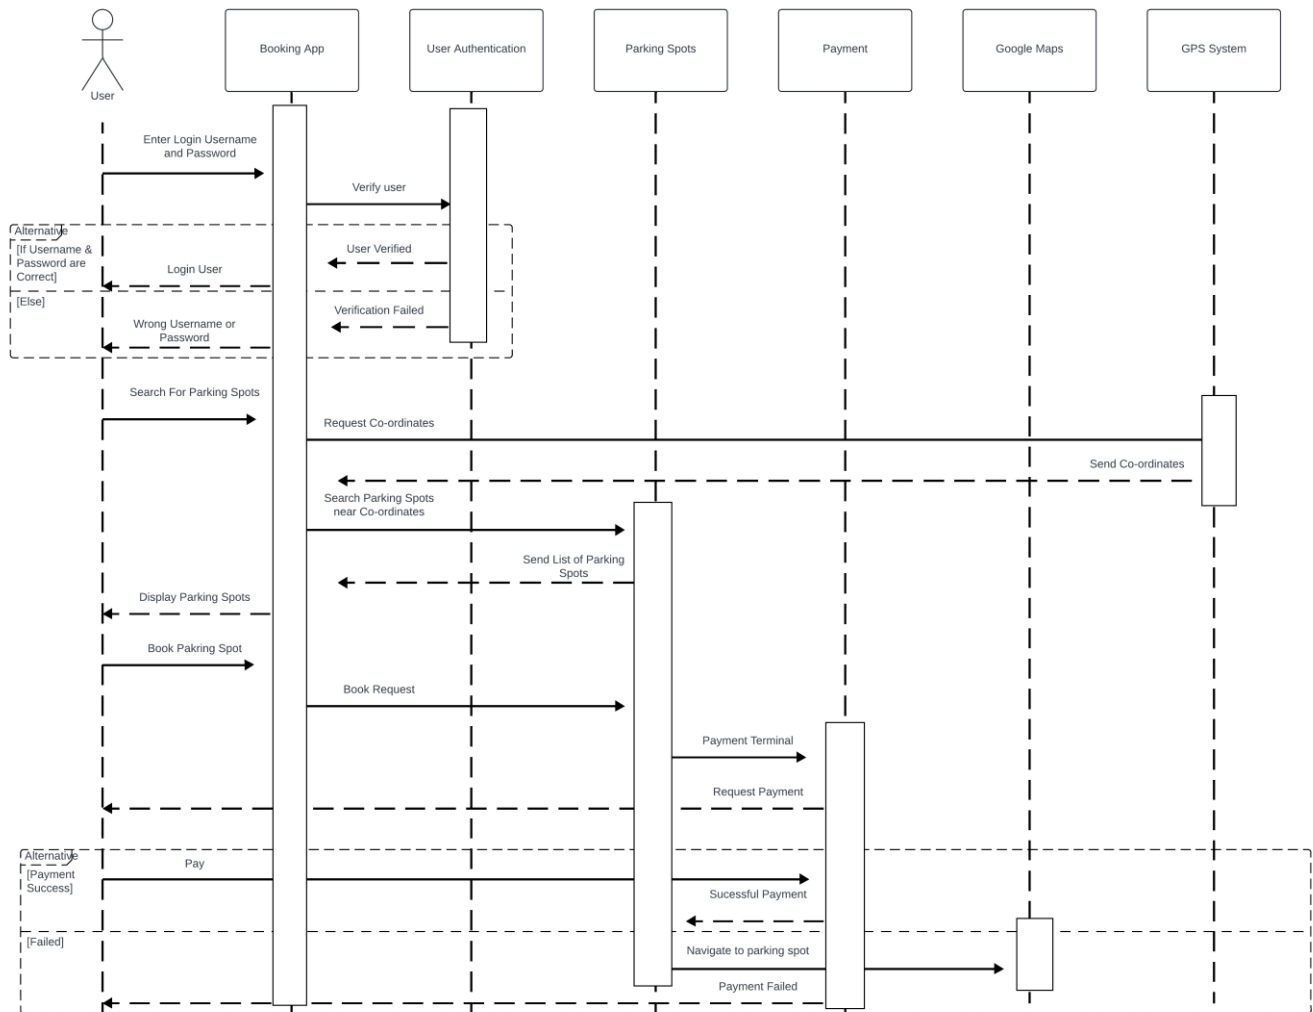 Booking App
User Authentication
Parking Spots
Payment
Google Maps
GPS System
User
Enter Login Username
and Password
Verify user
Alternative
[If Username &
Password are
Correct]
User Verified
Login User
[Else]
Verification Failed
Wrong Username or
Password
Search For Parking Spots
Request Co-ordinates
Send Co-ordinates
Search Parking Spots
near Co-ordinates
Send List of Parking
Spots
Display Parking Spots
Book Pakring Spot
Book Request
Payment Terminal
Request Payment
Alternative
[Payment
Success]
Pay
Sucessful Payment
[Failed]
Navigate to parking spot
Payment Failed